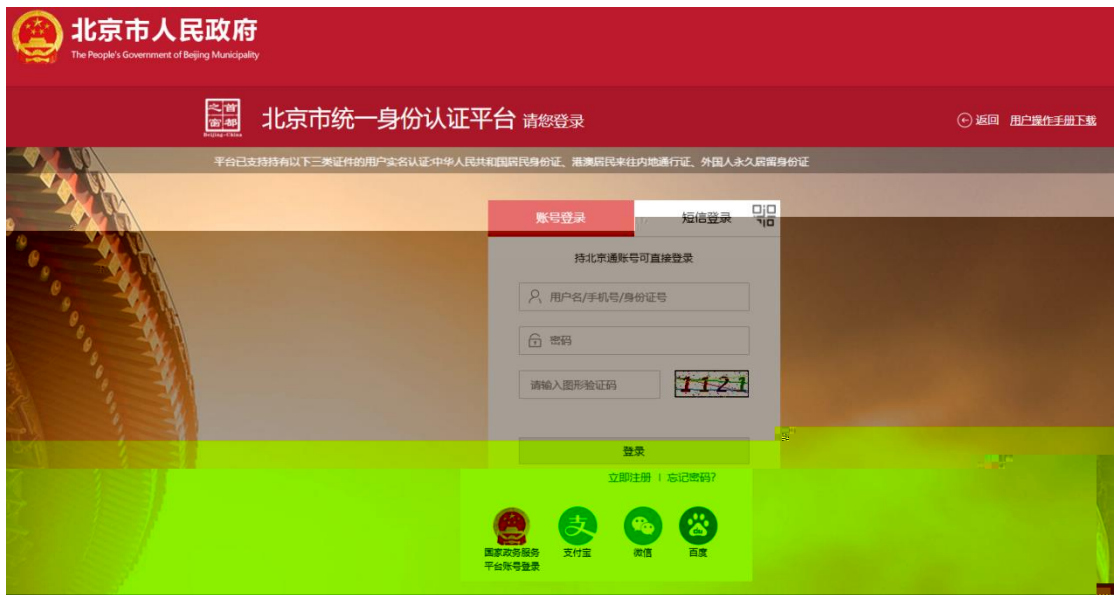 北京市人民政府
The People's Government of Beijing Municipality
首都之窗
Beijing-China
北京市统一身份认证平台 请您登录
返回 用户操作手册下载
平台已支持持有以下三类证件的用户实名认证:中华人民共和国居民身份证、港澳居民来往内地通行证、外国人永久居留身份证
账号登录 短信登录
持北京通账号可直接登录
用户名/手机号/身份证号
密码
请输入图形验证码 1121
登录
立即注册 | 忘记密码?
国家政务服务 支付宝 微信 百度
平台账号登录